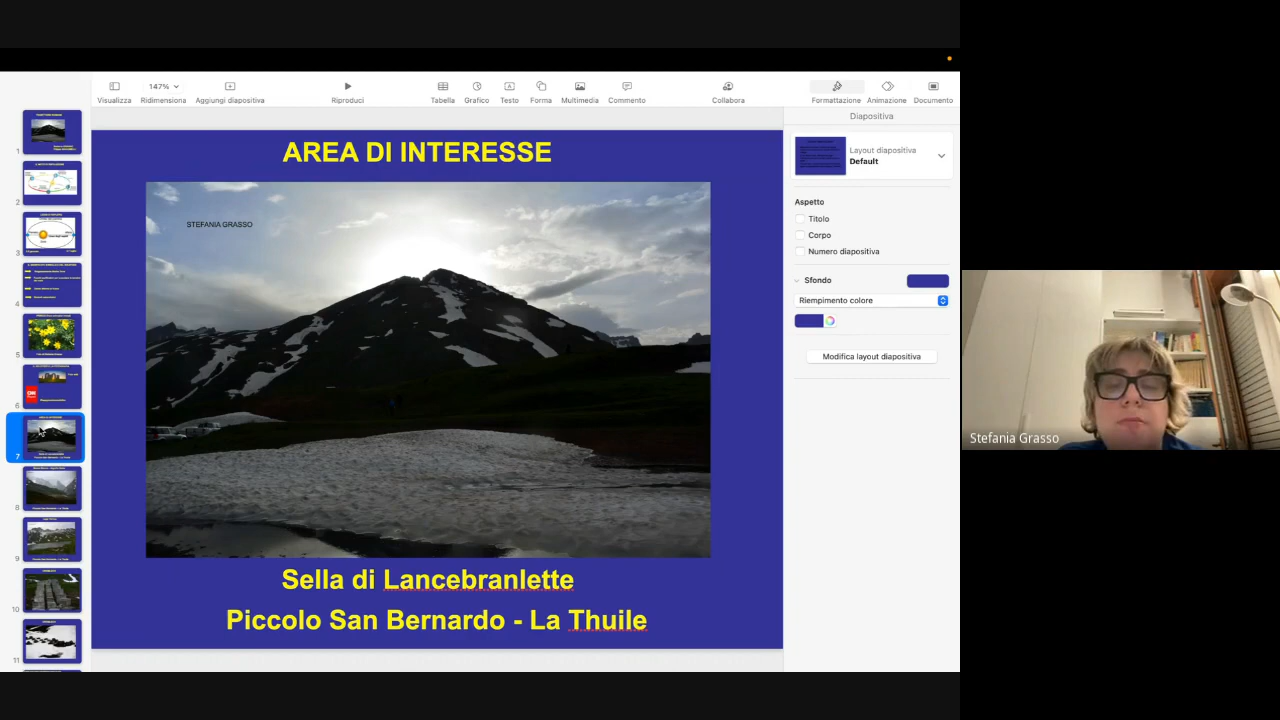 147%
Visualizza
Ridimensiona
Aggiungi diapositiva
Riproduci
Tabella
Grafico
Testo
Forma
Multimedia
Commento
Collabora
Formattazione
Animazione
Documento
1
2
3
4
5
6
7
8
9
10
11
AREA DI INTERESSE
STEFANIA GRASSO
Sella di Lancebranlette
Piccolo San Bernardo - La Thuile
Diapositiva
Layout diapositiva
Default
Aspetto
Titolo
Corpo
Numero diapositiva
Sfondo
Riempimento colore
Modifica layout diapositiva
Stefania Grasso